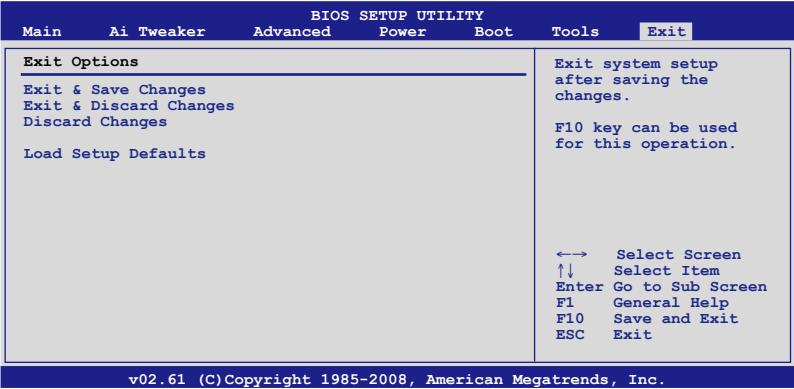 BIOS SETUP UTILITY
Main Ai Tweaker Advanced Power Boot Tools Exit
Exit Options
Exit & Save Changes
Exit & Discard Changes
Discard Changes
Load Setup Defaults
Exit system setup
after saving the
changes.
F10 key can be used
for this operation.
←→ Select Screen
↑↓ Select Item
Enter Go to Sub Screen
F1 General Help
F10 Save and Exit
ESC Exit
v02.61 (C)Copyright 1985-2008, American Megatrends, Inc.